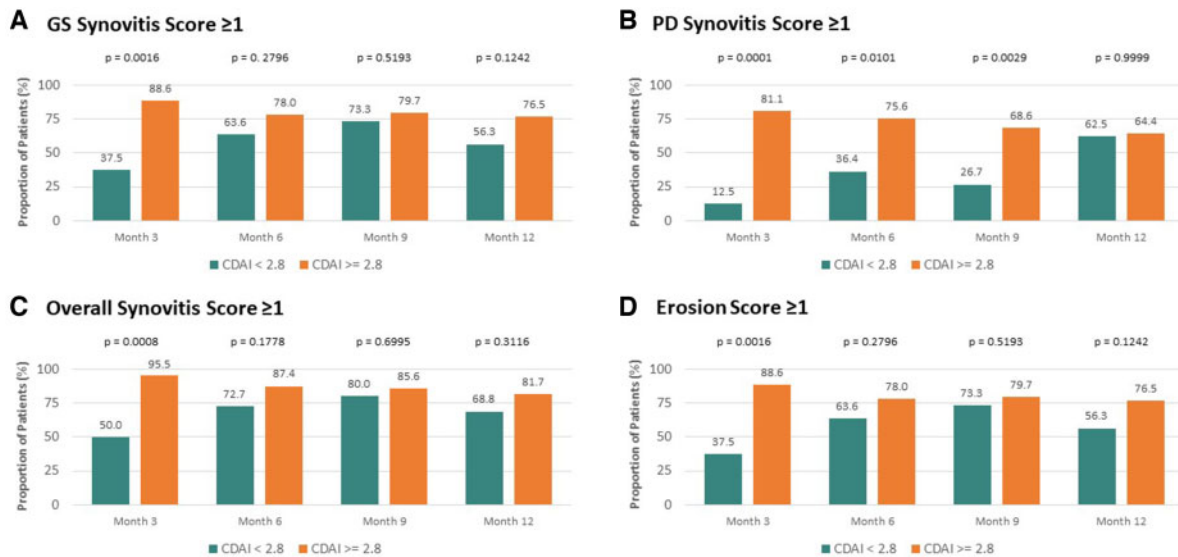 A GS Synovitis Score ≥1
p = 0.0016 p = 0. 2796 p = 0.5193 p = 0.1242
Proportion of Patients (%)
100
75
50
25
0
37.5 88.6 63.6 78.0 73.3 79.7 56.3 76.5
Month 3 Month 6 Month 9 Month 12
CDAI < 2.8 CDAI >= 2.8
B PD Synovitis Score ≥1
p = 0.0001 p = 0.0101 p = 0.0029 p = 0.9999
Proportion of Patients (%)
100
75
50
25
0
12.5 81.1 36.4 75.6 26.7 68.6 62.5 64.4
Month 3 Month 6 Month 9 Month 12
CDAI < 2.8 CDAI >= 2.8
C Overall Synovitis Score ≥1
p = 0.0008 p = 0.1778 p = 0.6995 p = 0.3116
Proportion of Patients (%)
100
75
50
25
0
50.0 95.5 72.7 87.4 80.0 85.6 68.8 81.7
Month 3 Month 6 Month 9 Month 12
CDAI < 2.8 CDAI >= 2.8
D Erosion Score ≥1
p = 0.0016 p = 0.2796 p = 0.5193 p = 0.1242
Proportion of Patients (%)
100
75
50
25
0
37.5 88.6 63.6 78.0 73.3 79.7 56.3 76.5
Month 3 Month 6 Month 9 Month 12
CDAI < 2.8 CDAI >= 2.8